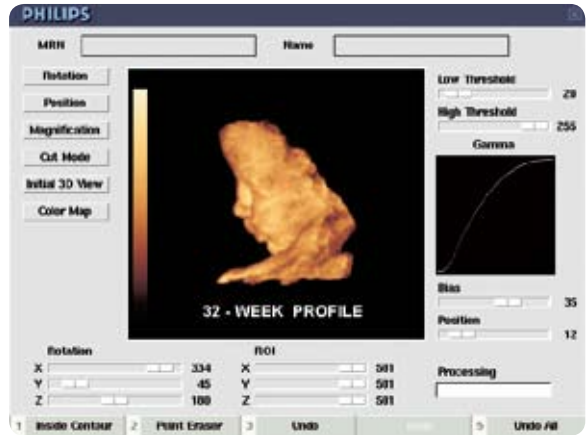 PHILIPS
MRN Name
Rotation
Position
Magnification
Cut Mode
Initial 3D View
Color Map
Low Threshold
20
High Threshold
255
Gamma
32 - WEEK PROFILE
Bias
35
Position
12
Rotation
X 334
Y 45
Z 180
ROI
X 501
Y 501
Z 501
Processing
1 Inside Contour 2 Point Eraser 3 Undo 5 Undo All